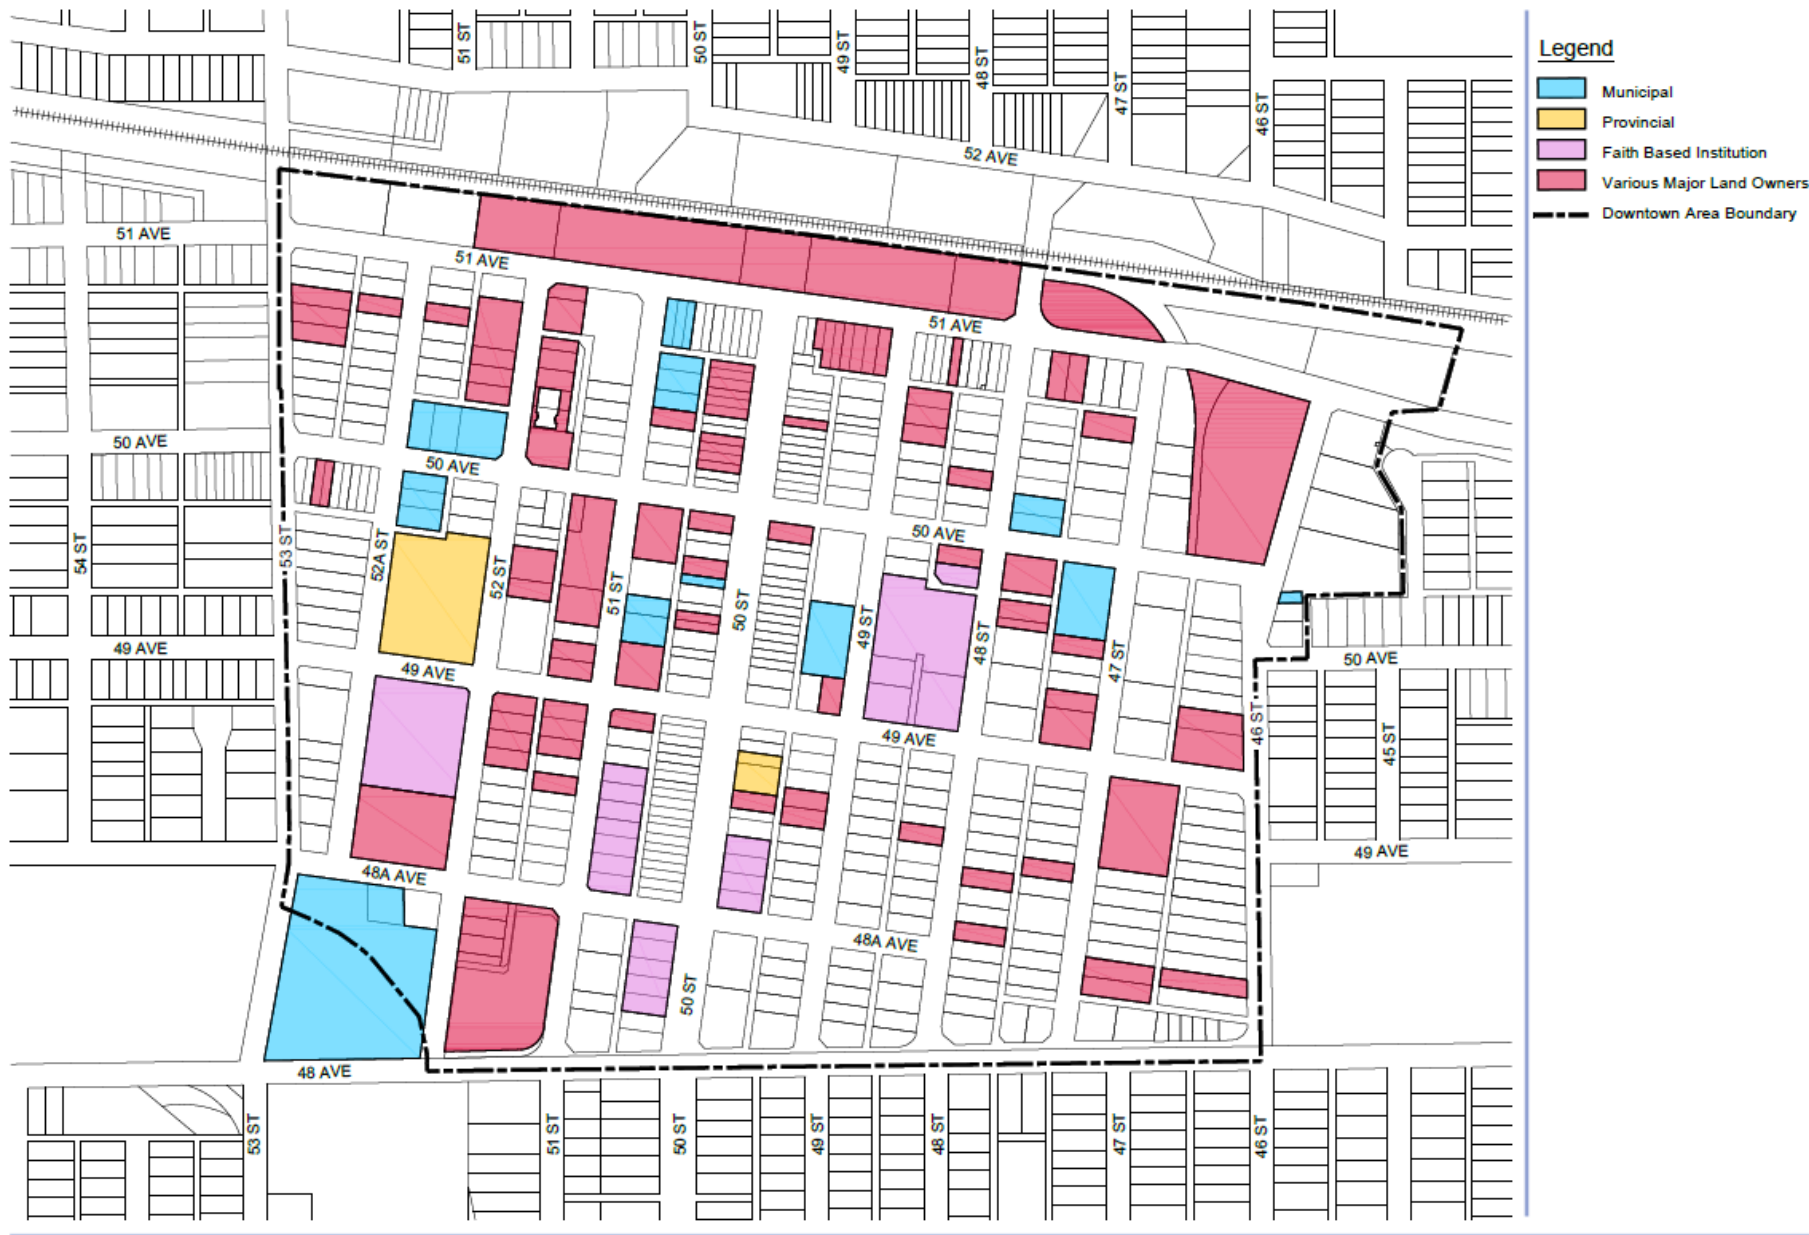 51 ST
50 ST
49 ST
48 ST
47 ST
46 ST
52 AVE
51 AVE
51 AVE
51 AVE
50 AVE
50 AVE
50 AVE
54 ST
53 ST
52A ST
52 ST
51 ST
50 ST
49 ST
48 ST
47 ST
49 AVE
49 AVE
50 AVE
49 AVE
46 ST
45 ST
48A AVE
49 AVE
48A AVE
50 ST
48 AVE
53 ST
51 ST
50 ST
49 ST
48 ST
47 ST
46 ST
Legend
Municipal
Provincial
Faith Based Institution
Various Major Land Owners
Downtown Area Boundary